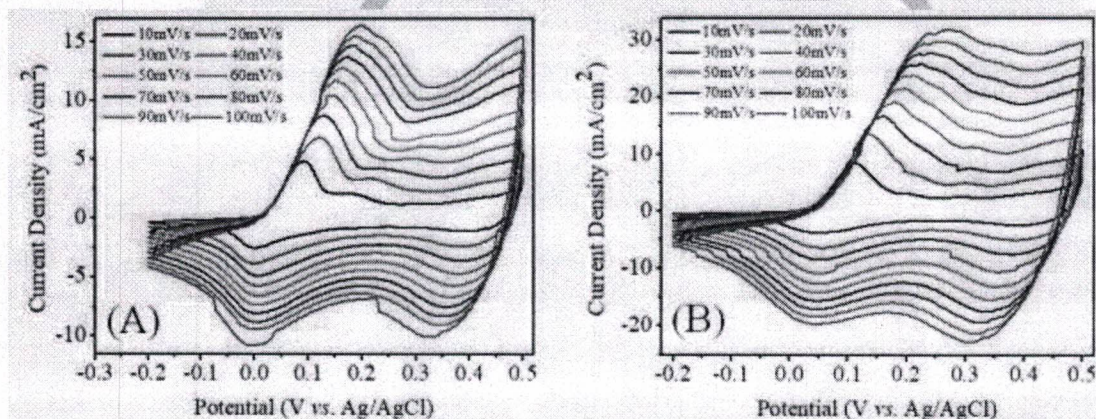 (A)
10mV/s 20mV/s
30mV/s 40mV/s
50mV/s 60mV/s
70mV/s 80mV/s
90mV/s 100mV/s
Current Density (mA/cm²)
15
10
5
0
-5
-10
-0.3 -0.2 -0.1 0.0 0.1 0.2 0.3 0.4 0.5
Potential (V vs. Ag/AgCl)
(B)
10mV/s 20mV/s
30mV/s 40mV/s
50mV/s 60mV/s
70mV/s 80mV/s
90mV/s 100mV/s
Current Density (mA/cm²)
30
20
10
0
-10
-20
-0.2 -0.1 0.0 0.1 0.2 0.3 0.4 0.5
Potential (V vs. Ag/AgCl)